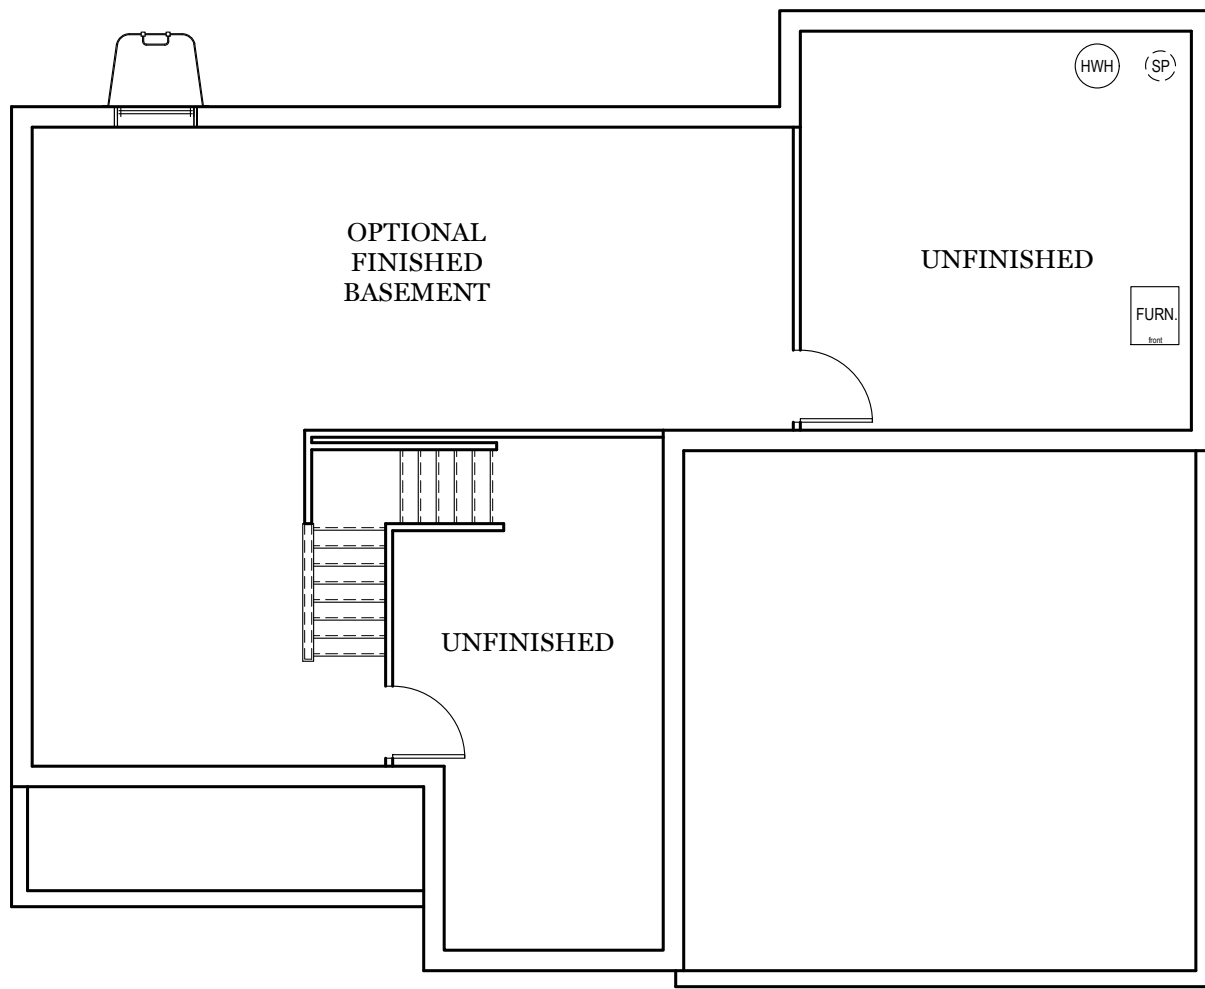 HWH
SP
OPTIONAL
FINISHED
BASEMENT
UNFINISHED
FURN.
front
UNFINISHED